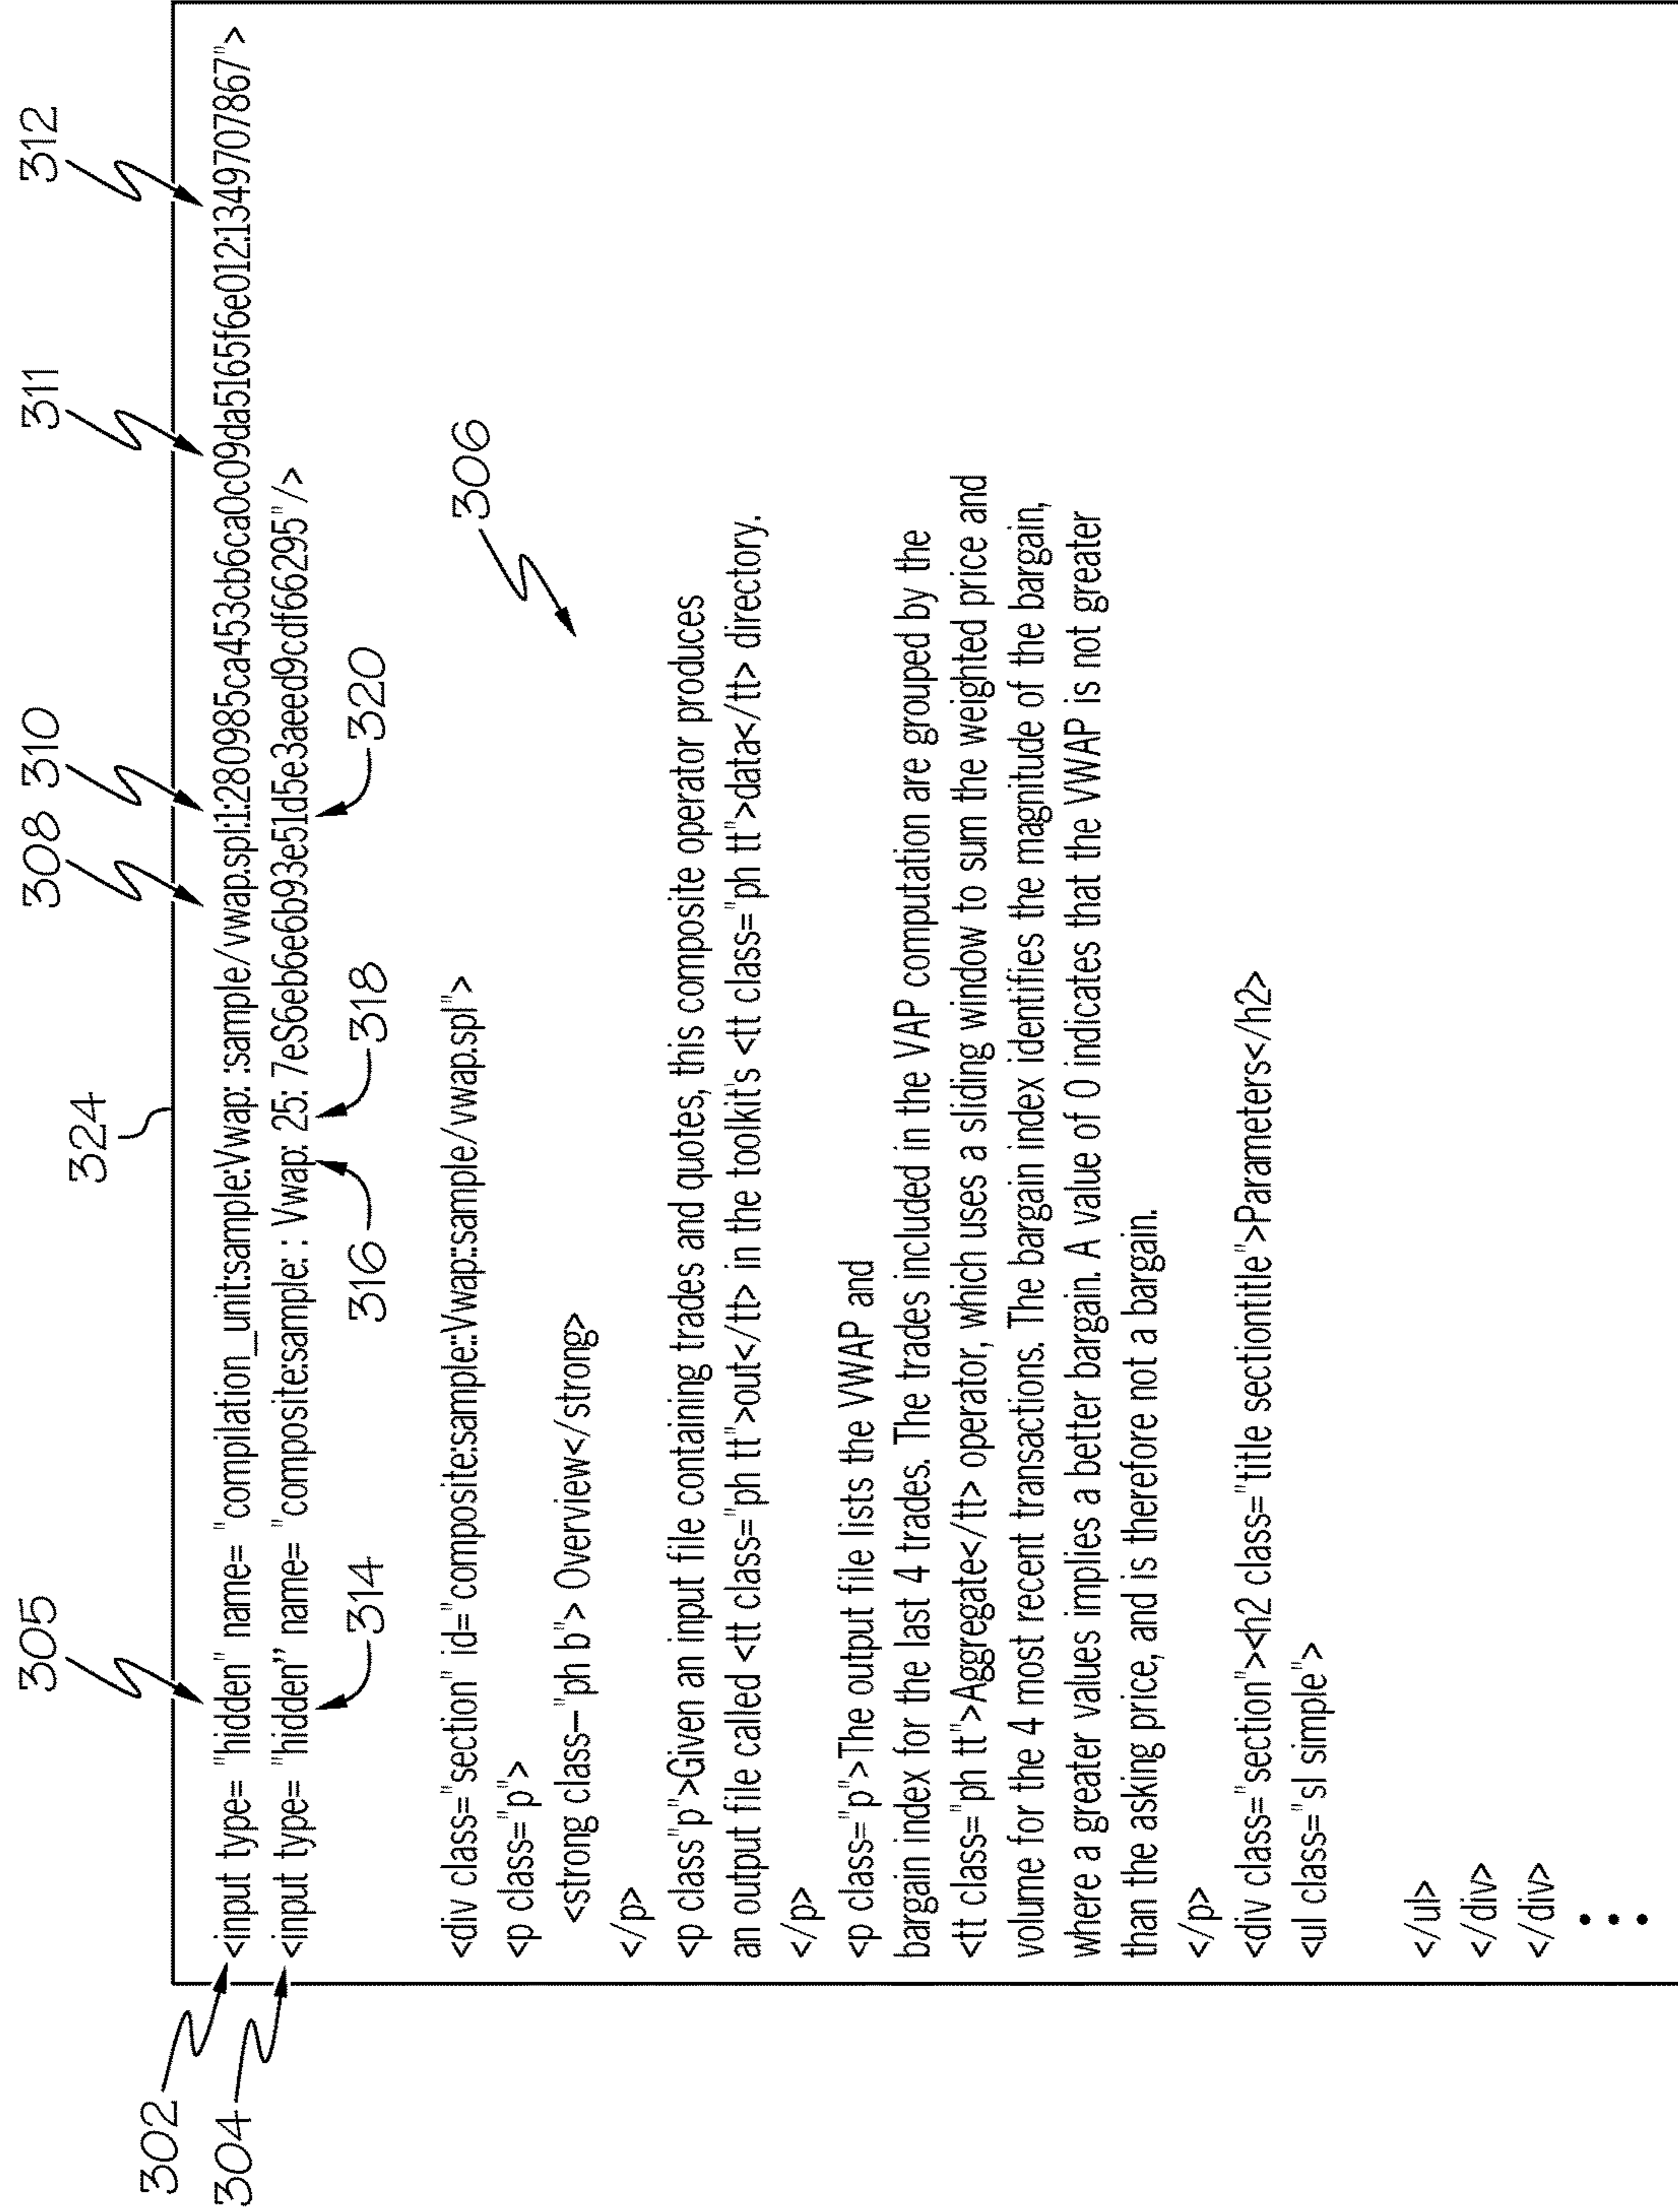 305
324
308 310
311
312
302
304
<input type= "hidden" name= "compilation_unit:sample:Vwap: :sample/vwap.spl:1:280985ca453cb6ca0c09da5165f6e012:1349707867">
<input type= "hidden” name= "composite:sample: : Vwap: 25: 7eS6eb6e6b93e51d5e3aeed9cdf66295"/>
314
316
318
320
306
<div class="section" id="composite:sample::Vwap:sample/vwap.spl">
<p class="p">
<strong class–"ph b"> Overview</strong>
</p>
<p class"p">Given an input file containing trades and quotes, this composite operator produces
an output file called <tt class="ph tt">out</tt> in the toolkit's <tt class="ph tt">data</tt> directory.
</p>
<p class="p">The output file lists the VWAP and
bargain index for the last 4 trades. The trades included in the VAP computation are grouped by the
<tt class="ph tt">Aggregate</tt> operator, which uses a sliding window to sum the weighted price and
volume for the 4 most recent transactions. The bargain index identifies the magnitude of the bargain,
where a greater values implies a better bargain. A value of 0 indicates that the VWAP is not greater
than the asking price, and is therefore not a bargain.
</p>
<div class="section"><h2 class="title sectiontitle">Parameters</h2>
<ul class="sl simple">
</ul>
</div>
</div>